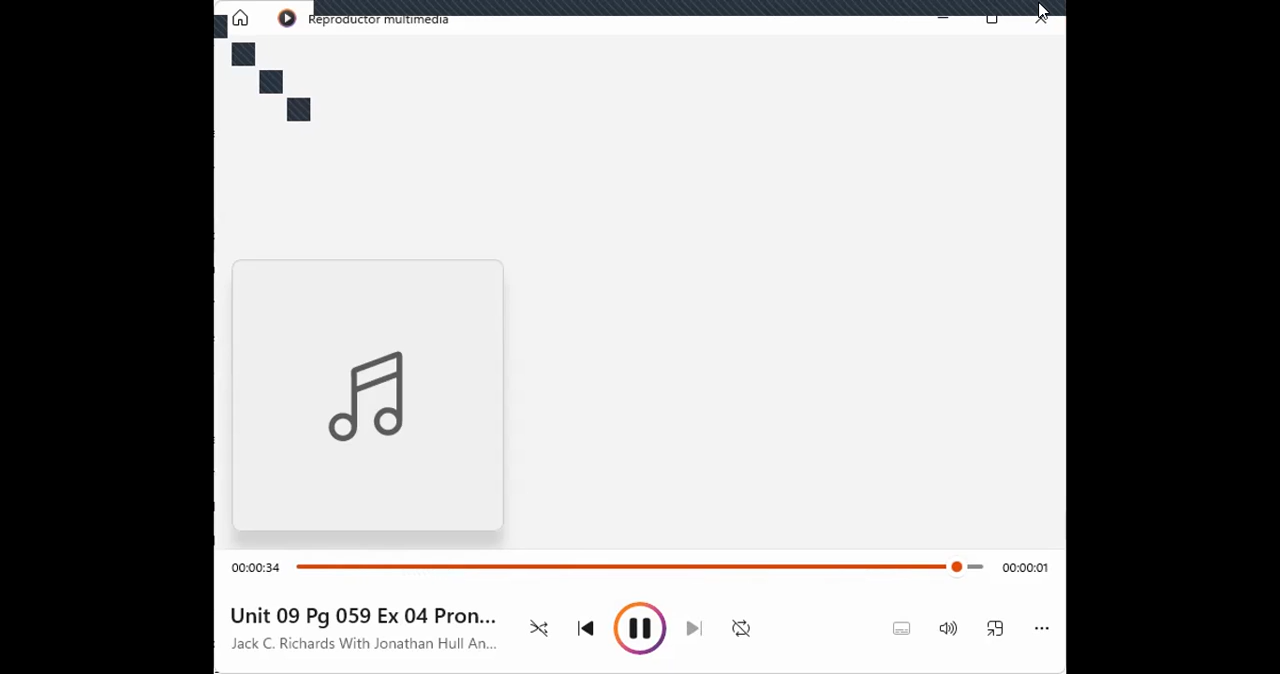 Reproductor multimedia
00:00:34
00:00:01
Unit 09 Pg 059 Ex 04 Pron...
Jack C. Richards With Jonathan Hull An...